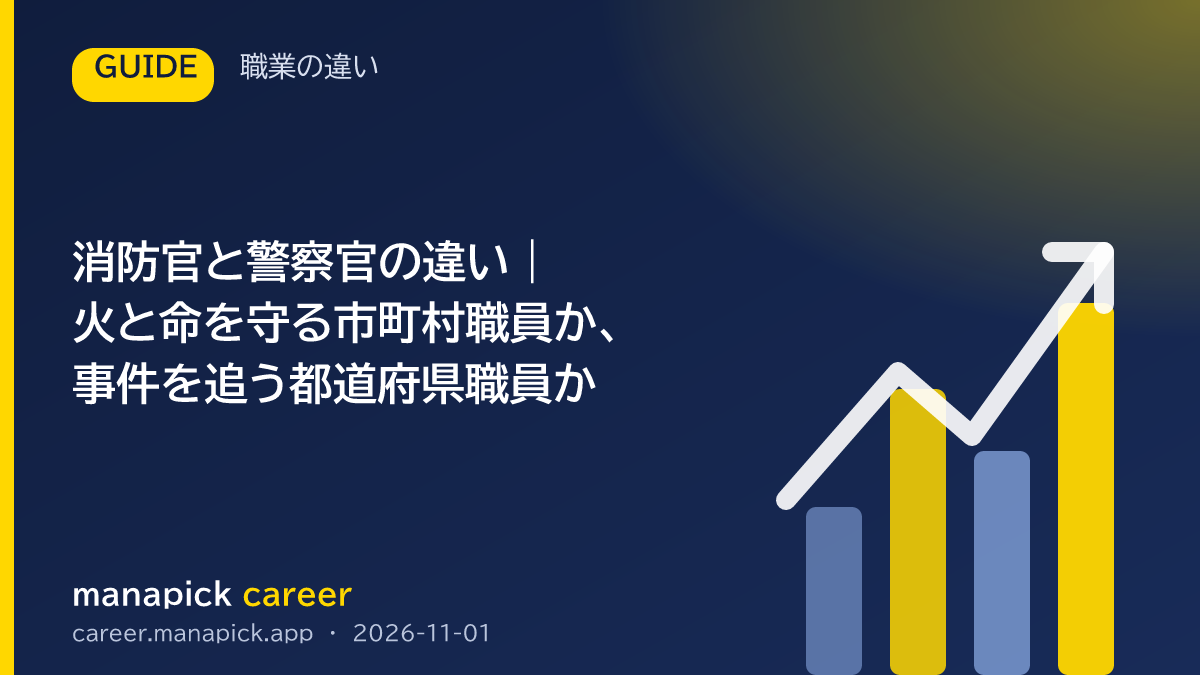 GUIDE 職業の違い
消防官と警察官の違い｜
火と命を守る市町村職員か、
事件を追う都道府県職員か
manapick career
career.manapick.app ・ 2026-11-01